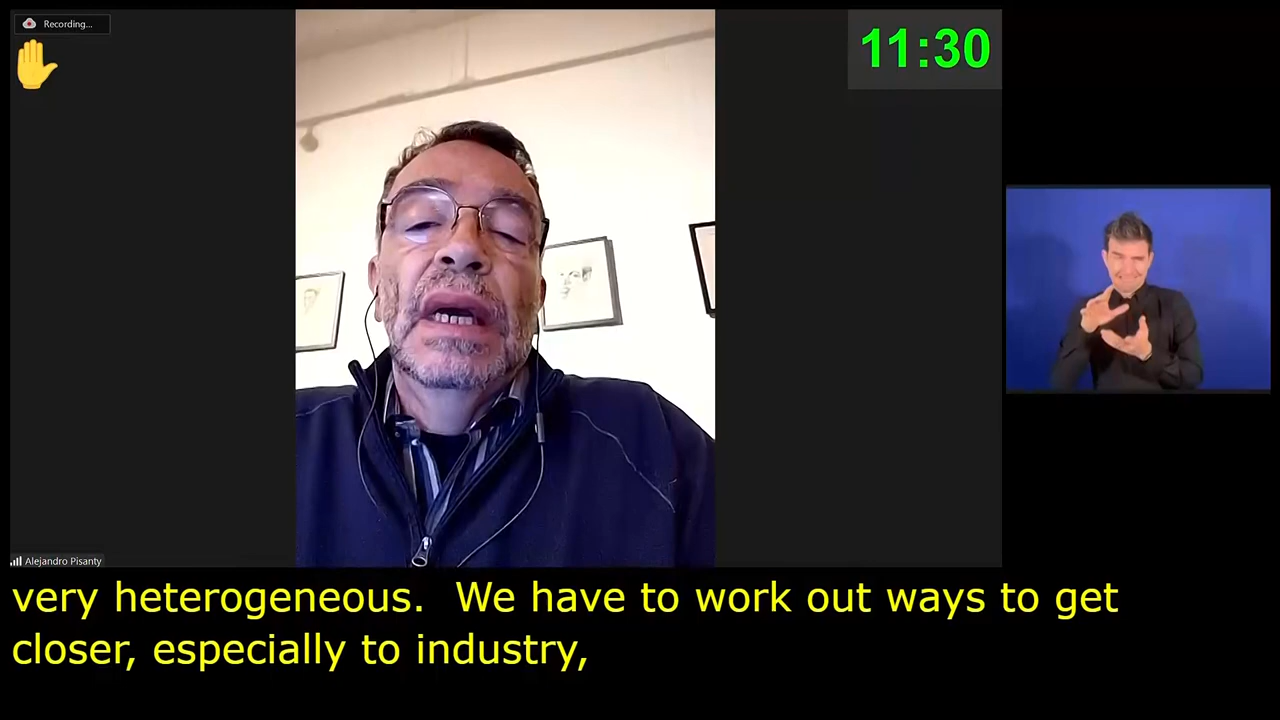 Recording...
11:30
Alejandro Pisanty
very heterogeneous.  We have to work out ways to get
closer, especially to industry,